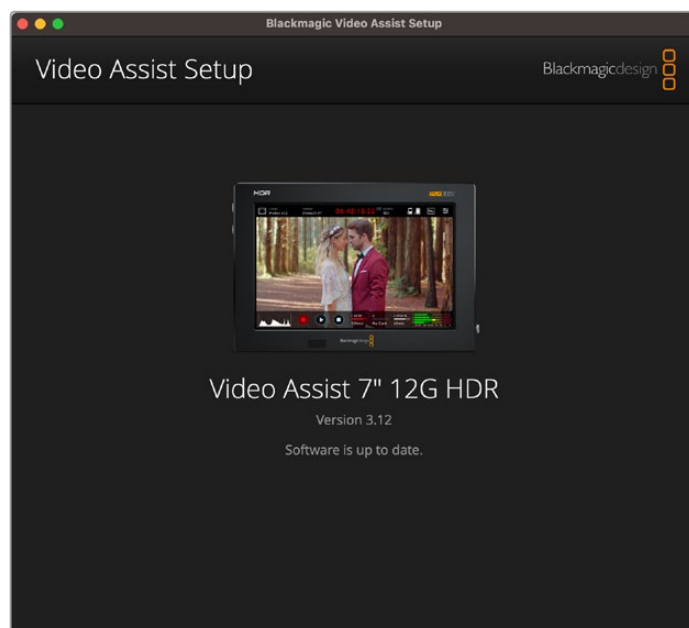 Blackmagic Video Assist Setup
Video Assist Setup
Blackmagicdesign
HDR
Blackmagicdesign
Video Assist 7" 12G HDR
Version 3.12
Software is up to date.